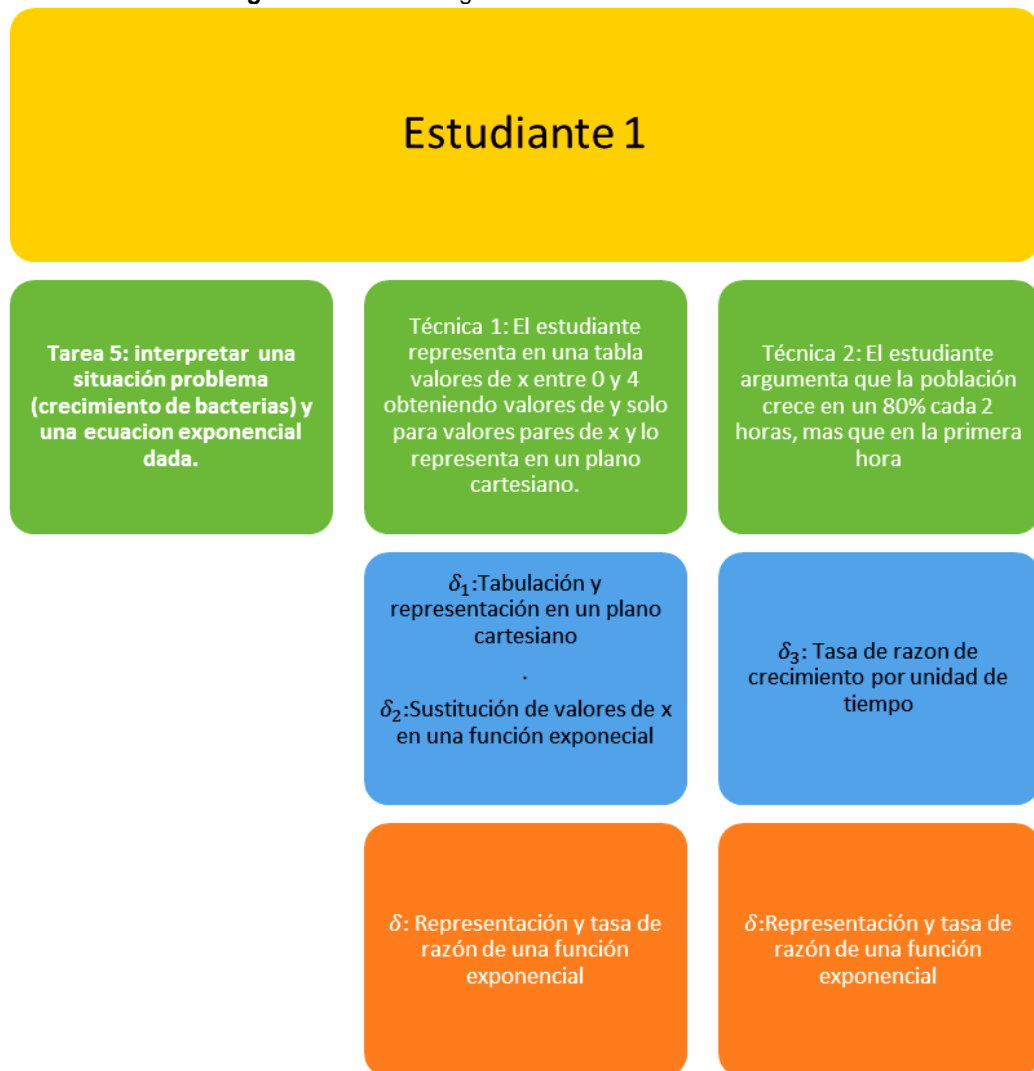 Estudiante 1
Tarea 5: interpretar una
situación problema
(crecimiento de bacterias) y
una ecuacion exponencial
dada.
Técnica 1: El estudiante
representa en una tabla
valores de x entre 0 y 4
obteniendo valores de y solo
para valores pares de x y lo
representa en un plano
cartesiano.
Técnica 2: El estudiante
argumenta que la población
crece en un 80% cada 2
horas, mas que en la primera
hora
δ₁:Tabulación y
representación en un plano
cartesiano
.
δ₂:Sustitución de valores de x
en una función exponecial
δ₃: Tasa de razon de
crecimiento por unidad de
tiempo
δ: Representación y tasa de
razón de una función
exponencial
δ:Representación y tasa de
razón de una función
exponencial